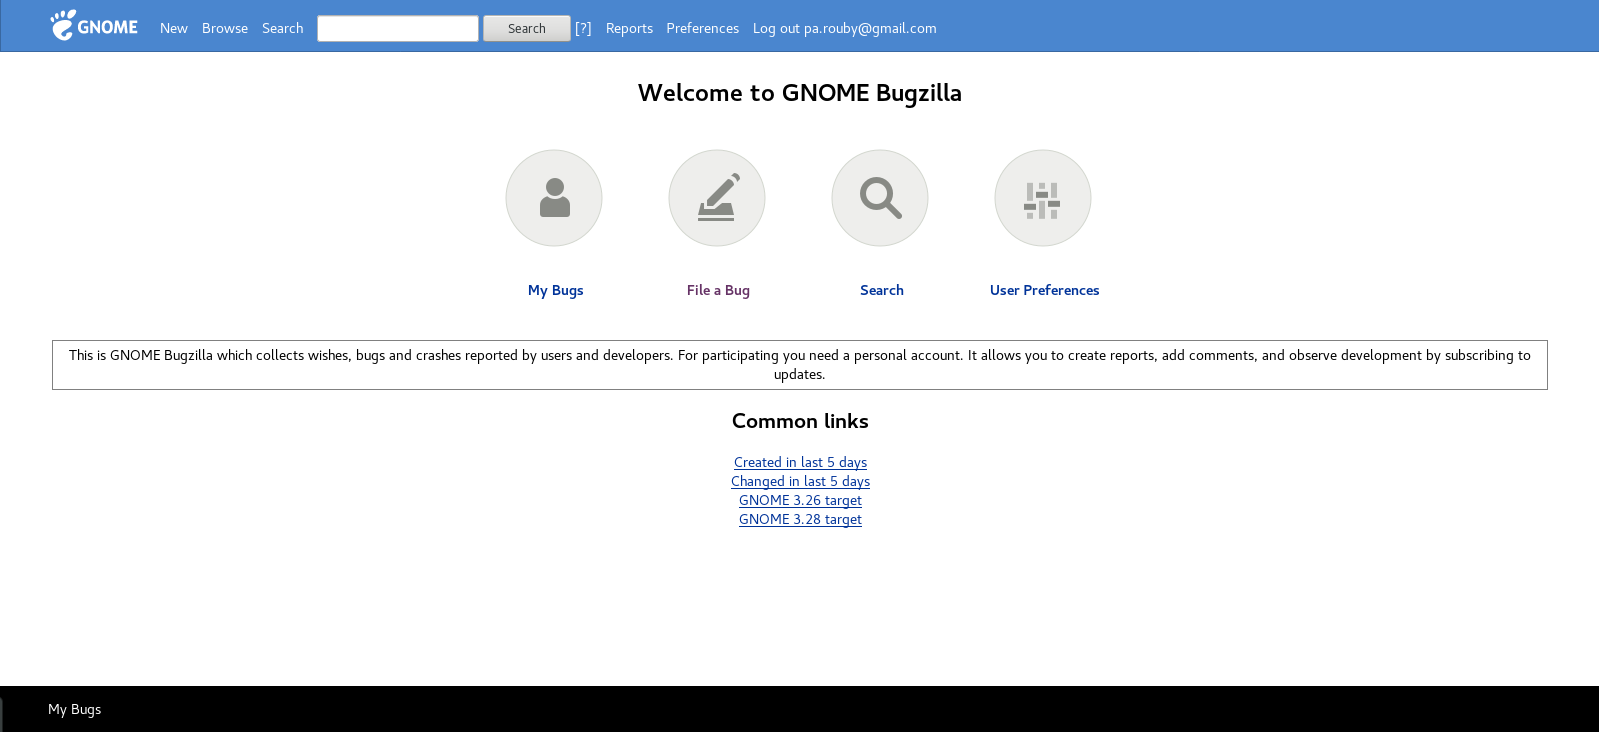 GNOME New Browse Search Search [?] Reports Preferences Log out pa.rouby@gmail.com
Welcome to GNOME Bugzilla
My Bugs File a Bug Search User Preferences
This is GNOME Bugzilla which collects wishes, bugs and crashes reported by users and developers. For participating you need a personal account. It allows you to create reports, add comments, and observe development by subscribing to
updates.
Common links
Created in last 5 days
Changed in last 5 days
GNOME 3.26 target
GNOME 3.28 target
My Bugs